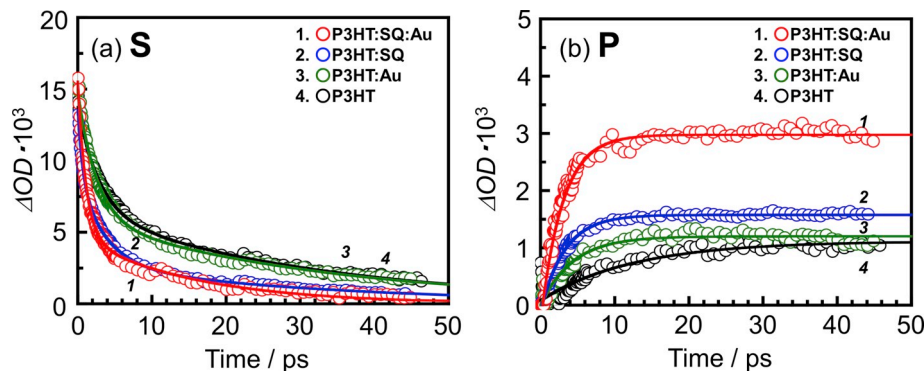 (a) S
1. P3HT:SQ:Au
2. P3HT:SQ
3. P3HT:Au
4. P3HT
ΔOD·10³
20
15
10
5
0
2
1
3
4
0 10 20 30 40 50
Time / ps
(b) P
1. P3HT:SQ:Au
2. P3HT:SQ
3. P3HT:Au
4. P3HT
ΔOD·10³
5
4
3
2
1
0
1
2
3
4
0 10 20 30 40 50
Time / ps